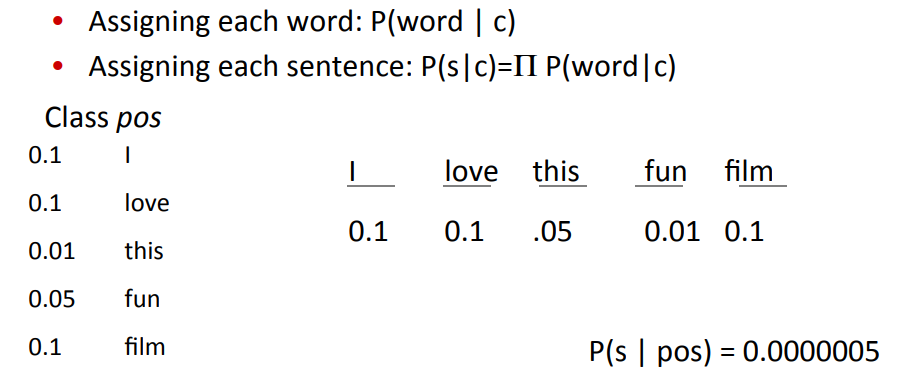 • Assigning each word: P(word | c)
• Assigning each sentence: P(s|c)=Π P(word|c)
Class pos
0.1 I
0.1 love
0.01 this
0.05 fun
0.1 film
I love this fun film
0.1 0.1 .05 0.01 0.1
P(s | pos) = 0.0000005